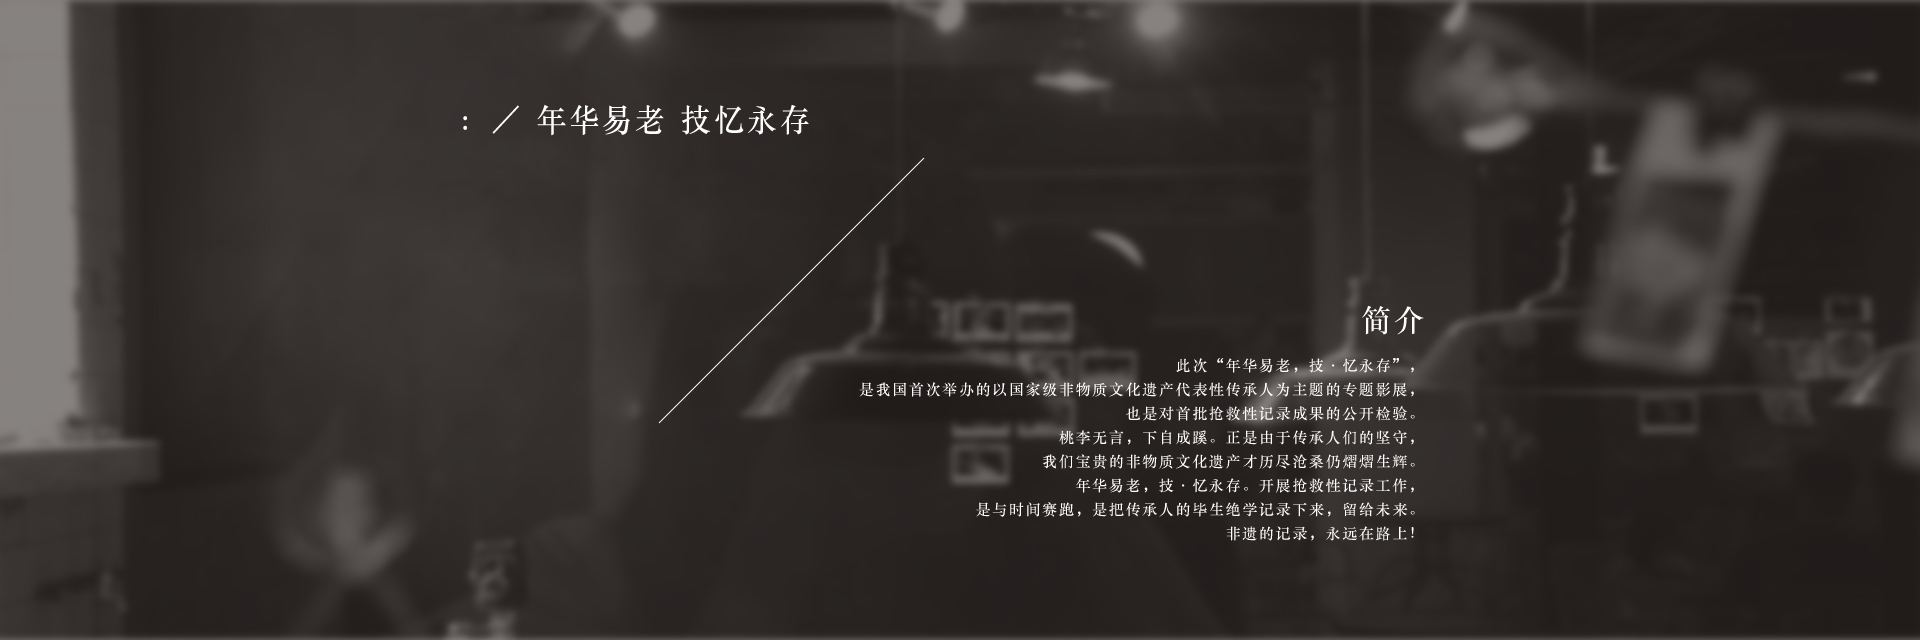 : ／ 年华易老 技忆永存
简介
此次“年华易老，技·忆永存”，
是我国首次举办的以国家级非物质文化遗产代表性传承人为主题的专题影展，
也是对首批抢救性记录成果的公开检验。
桃李无言，下自成蹊。正是由于传承人们的坚守，
我们宝贵的非物质文化遗产才历尽沧桑仍熠熠生辉。
年华易老，技·忆永存。开展抢救性记录工作，
是与时间赛跑，是把传承人的毕生绝学记录下来，留给未来。
非遗的记录，永远在路上!